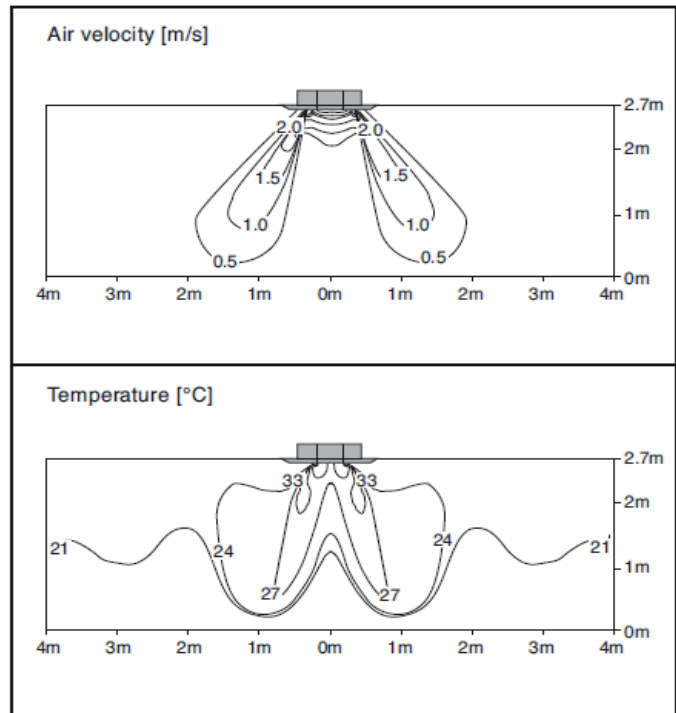 Air velocity [m/s]
2.7m
2.0 2.0
2m
1.5 1.5
1m
1.0 1.0
0.5 0.5
0m
4m 3m 2m 1m 0m 1m 2m 3m 4m
Temperature [°C]
2.7m
33 33
2m
21 24 24 21
1m
27 27
0m
4m 3m 2m 1m 0m 1m 2m 3m 4m